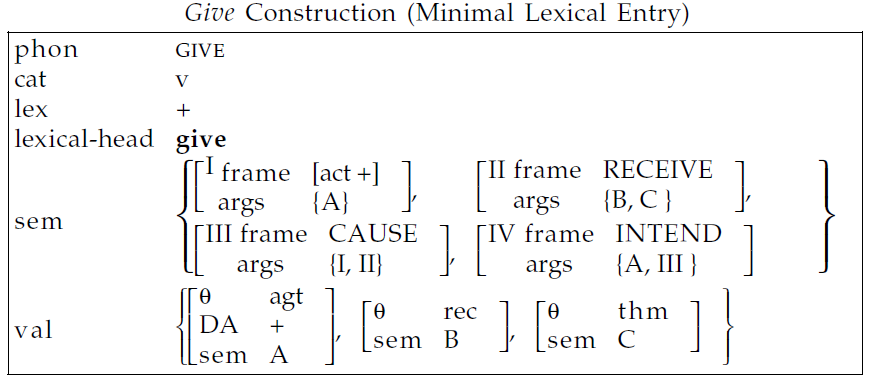 Give Construction (Minimal Lexical Entry)
phon GIVE
cat v
lex +
lexical-head give
sem {[I frame [act +] args {A}], [II frame RECEIVE args {B, C }],
[III frame CAUSE args {I, II}], [IV frame INTEND args {A, III }]}
val {[θ agt DA + sem A], [θ rec sem B], [θ thm sem C]}